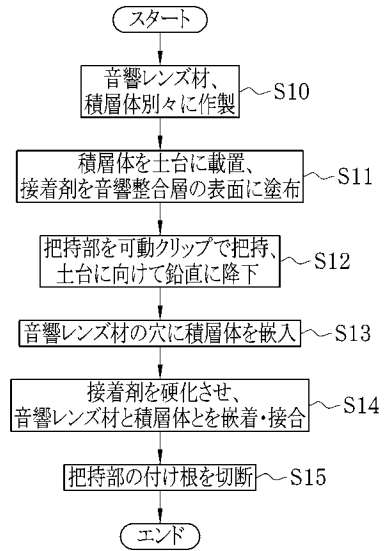 スタート
音響レンズ材、
積層体別々に作製
S10
積層体を土台に載置、
接着剤を音響整合層の表面に塗布
S11
把持部を可動クリップで把持、
土台に向けて鉛直に降下
S12
音響レンズ材の穴に積層体を嵌入
S13
接着剤を硬化させ、
音響レンズ材と積層体とを嵌着・接合
S14
把持部の付け根を切断
S15
エンド